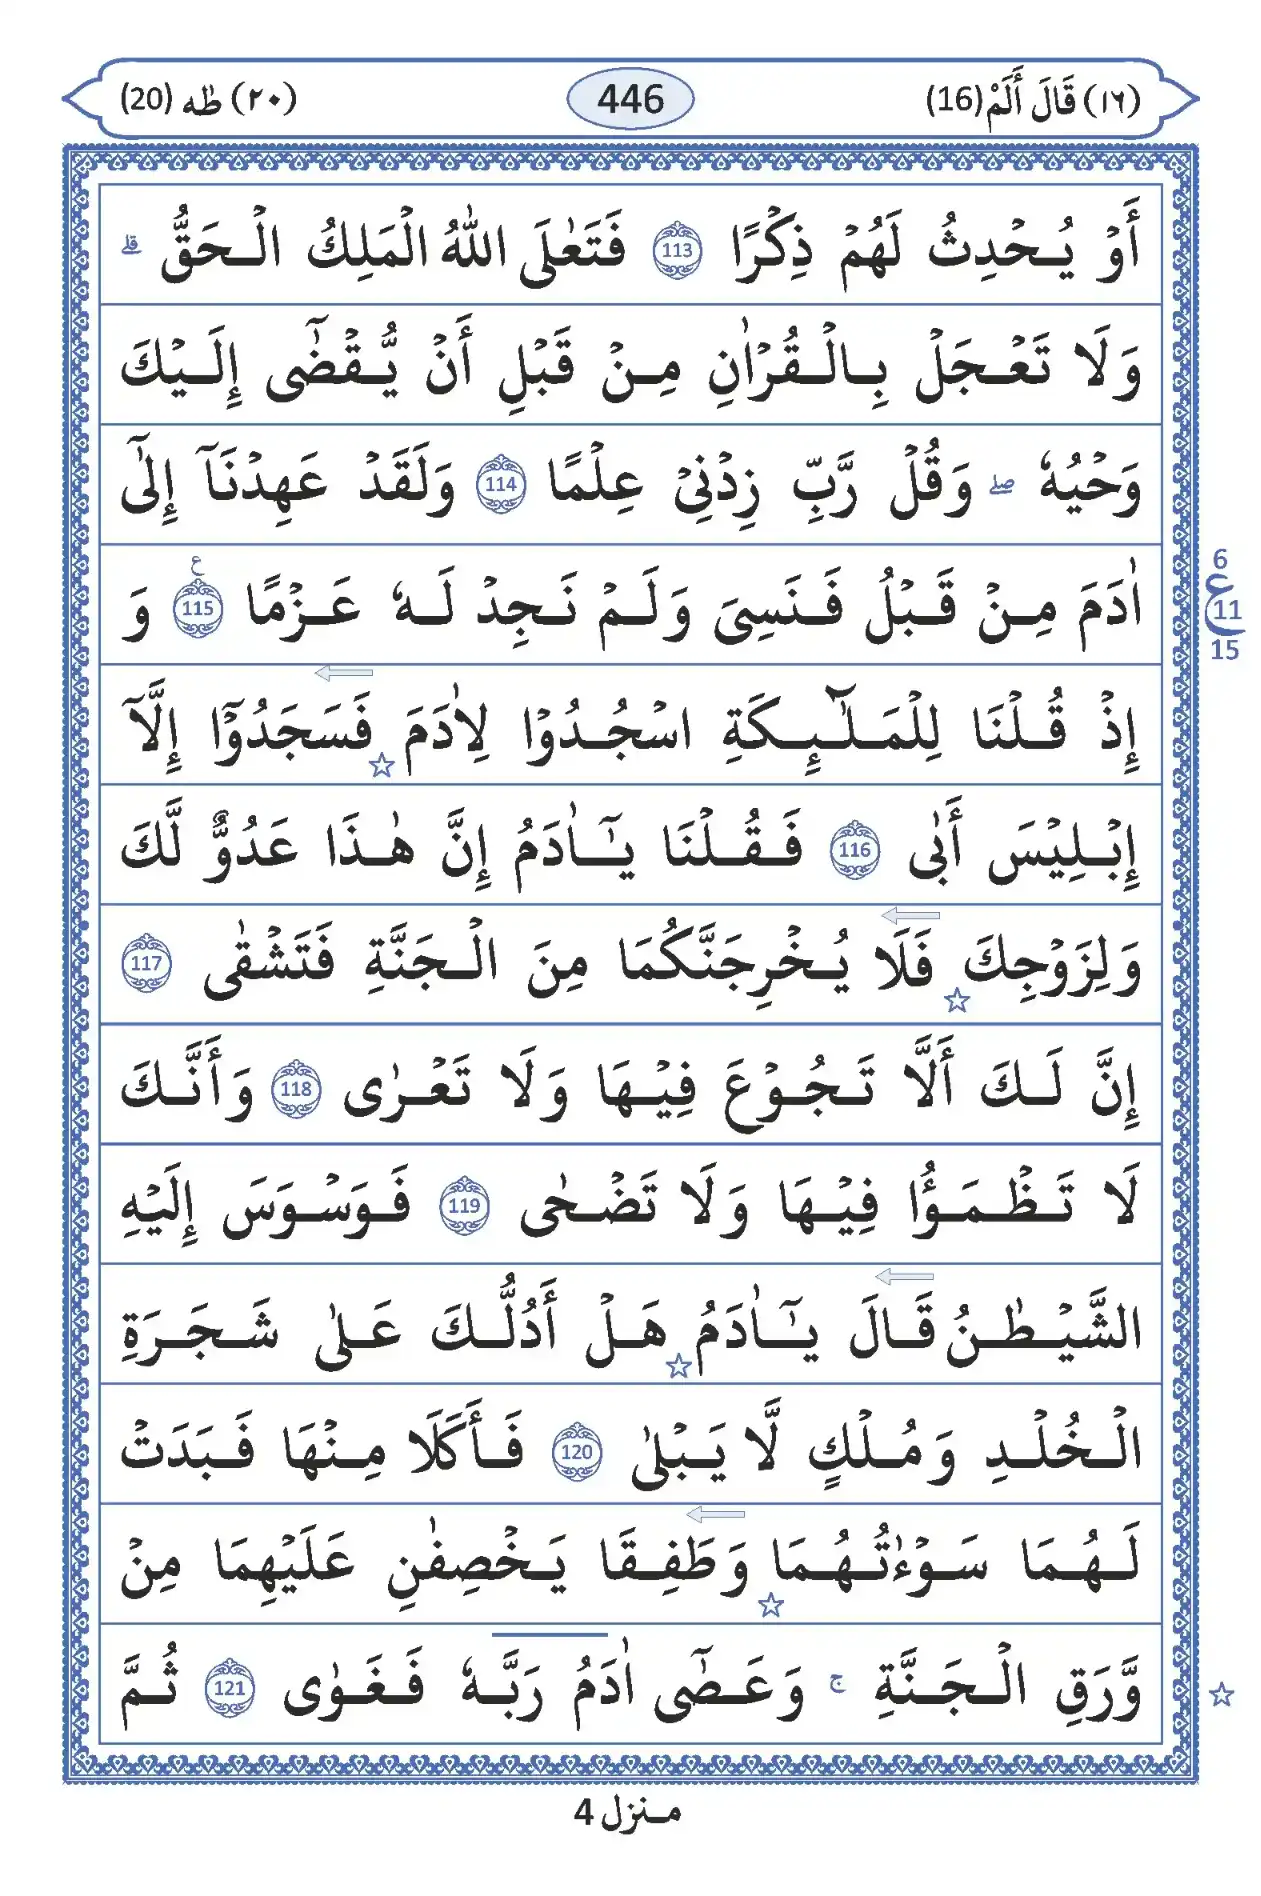 (١٦) قَالَ أَلَمْ (16) 446 (٢٠) طٰهٰ (20)
أَوْ يُحْدِثُ لَهُمْ ذِكْرًا 113 فَتَعٰلَى اللّٰهُ الْمَلِكُ الْحَقُّ ۗ
وَلَا تَعْجَلْ بِالْقُرْاٰنِ مِنْ قَبْلِ أَنْ يُّقْضٰٓى إِلَيْكَ
وَحْيُهٗ ۖ وَقُلْ رَّبِّ زِدْنِيْ عِلْمًا 114 وَلَقَدْ عَهِدْنَآ إِلٰٓى
اٰدَمَ مِنْ قَبْلُ فَنَسِيَ وَلَمْ نَجِدْ لَهٗ عَزْمًا 115 ع وَ
6
ع 11
15
إِذْ قُلْنَا لِلْمَلٰٓئِكَةِ اسْجُدُوْا لِاٰدَمَ ☆ فَسَجَدُوْٓا إِلَّآ
إِبْلِيْسَ أَبٰى 116 فَقُلْنَا يٰٓاٰدَمُ إِنَّ هٰذَا عَدُوٌّ لَّكَ
وَلِزَوْجِكَ ☆ فَلَا يُخْرِجَنَّكُمَا مِنَ الْجَنَّةِ فَتَشْقٰى 117
إِنَّ لَكَ أَلَّا تَجُوْعَ فِيْهَا وَلَا تَعْرٰى 118 وَأَنَّكَ
لَا تَظْمَؤُا فِيْهَا وَلَا تَضْحٰى 119 فَوَسْوَسَ إِلَيْهِ
الشَّيْطٰنُ قَالَ يٰٓاٰدَمُ ☆ هَلْ أَدُلُّكَ عَلٰى شَجَرَةِ
الْخُلْدِ وَمُلْكٍ لَّا يَبْلٰى 120 فَأَكَلَا مِنْهَا فَبَدَتْ
لَهُمَا سَوْءٰتُهُمَا ☆ وَطَفِقَا يَخْصِفٰنِ عَلَيْهِمَا مِنْ
وَّرَقِ الْجَنَّةِ ۚ وَعَصٰٓى اٰدَمُ رَبَّهٗ فَغَوٰى 121 ثُمَّ
☆
منزل 4